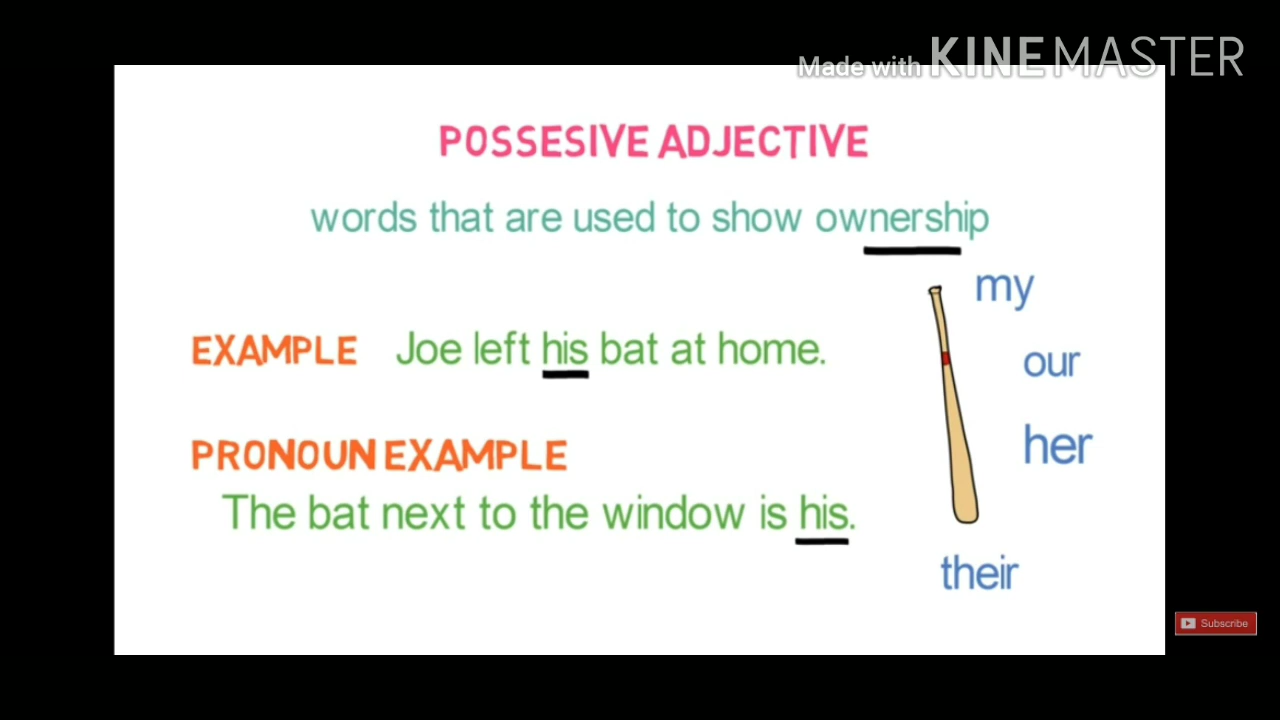 Made with KINEMASTER
POSSESIVE ADJECTIVE
words that are used to show ownership
my
EXAMPLE Joe left his bat at home.
our
her
PRONOUN EXAMPLE
The bat next to the window is his.
their
Subscribe